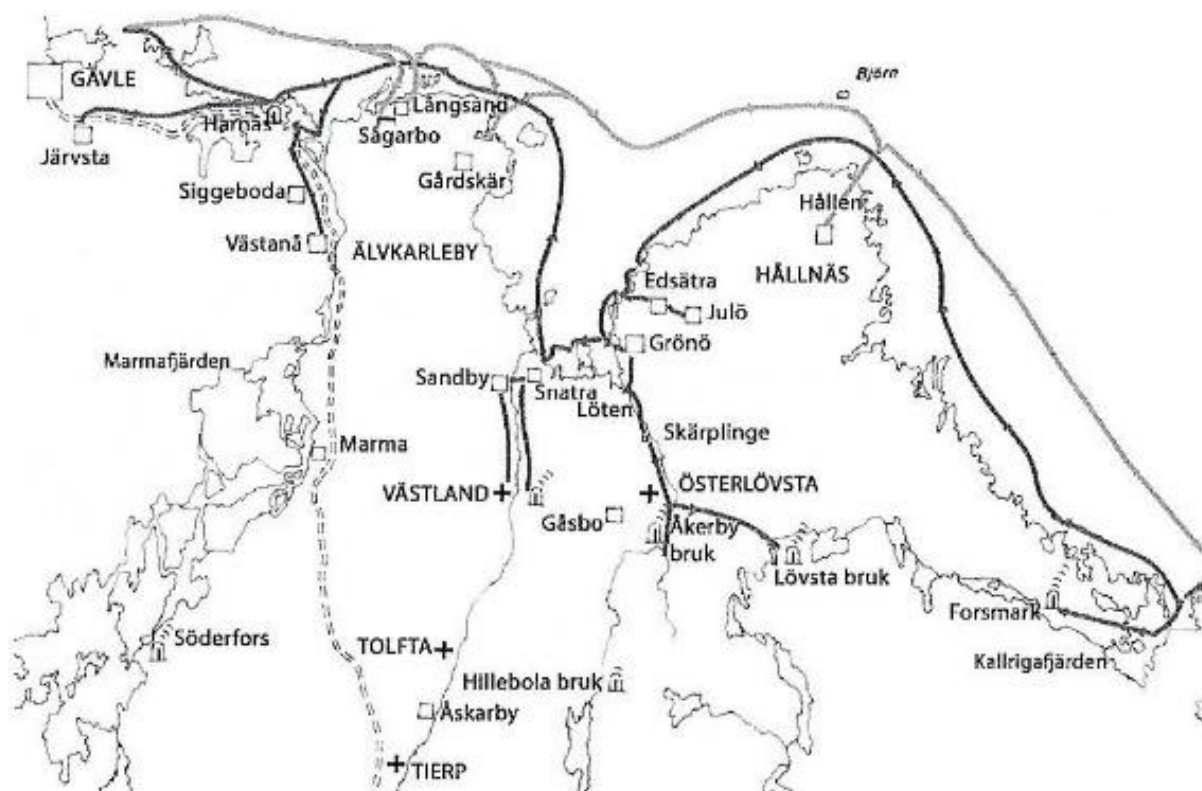 GÄVLE
Björn
Harnäs
Långsand
Sågarbo
Järvsta
Gårdskär
Siggeboda
Hållen
Västanå
ÄLVKARLEBY
HÅLLNÄS
Edsätra
Julö
Grönö
Marmafjärden
Sandby
Snatra
Löten
Skärplinge
Marma
VÄSTLAND
ÖSTERLÖVSTA
Gåsbo
Åkerby
bruk
Lövsta bruk
Forsmark
Söderfors
TOLFTA
Kallrigafjärden
Hillebola bruk
Åskarby
TIERP